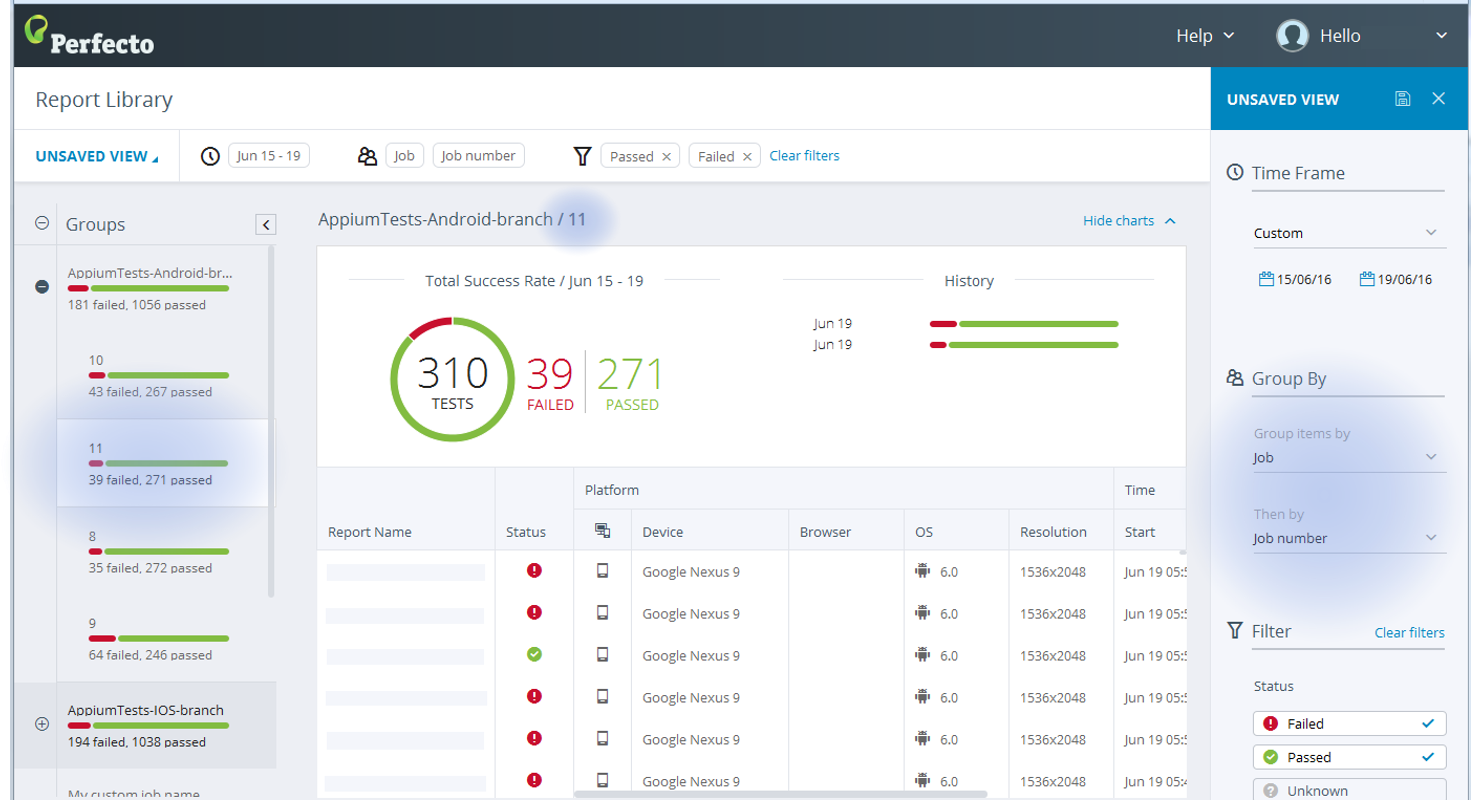 Perfecto
Help
Hello
Report Library
UNSAVED VIEW
Jun 15 - 19
Job
Job number
Passed ×
Failed ×
Clear filters
Groups
AppiumTests-Android-br...
181 failed, 1056 passed
10
43 failed, 267 passed
11
39 failed, 271 passed
8
35 failed, 272 passed
9
64 failed, 246 passed
AppiumTests-IOS-branch
194 failed, 1038 passed
My custom job name
AppiumTests-Android-branch / 11
Hide charts
Total Success Rate / Jun 15 - 19
310
TESTS
39
FAILED
271
PASSED
History
Jun 19
Jun 19
Platform
Time
Report Name
Status
Device
Browser
OS
Resolution
Start
Google Nexus 9 6.0 1536x2048 Jun 19 05:5
Google Nexus 9 6.0 1536x2048 Jun 19 05:5
Google Nexus 9 6.0 1536x2048 Jun 19 05:5
Google Nexus 9 6.0 1536x2048 Jun 19 05:5
Google Nexus 9 6.0 1536x2048 Jun 19 05:5
Google Nexus 9 6.0 1536x2048 Jun 19 05:4
UNSAVED VIEW
Time Frame
Custom
15/06/16
19/06/16
Group By
Group items by
Job
Then by
Job number
Filter
Clear filters
Status
Failed
Passed
Unknown